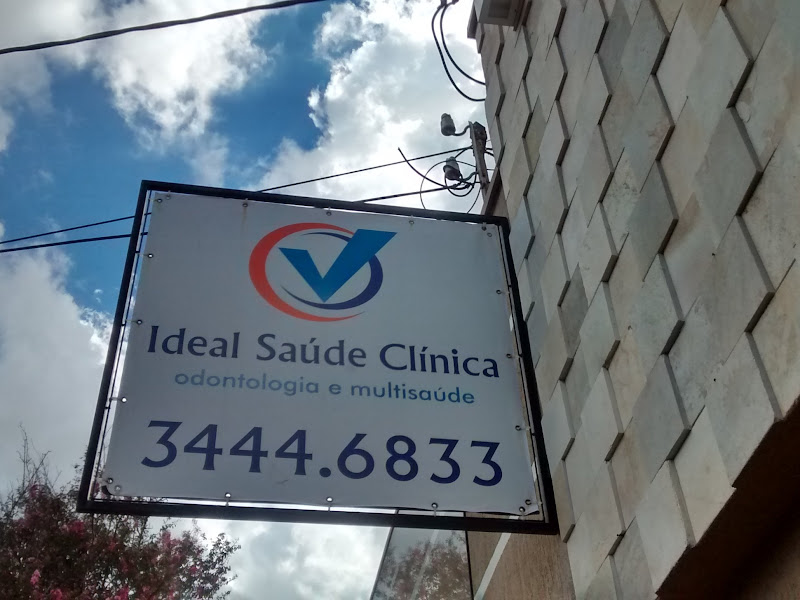 Ideal Saúde Clínica
odontologia e multisaúde
3444.6833